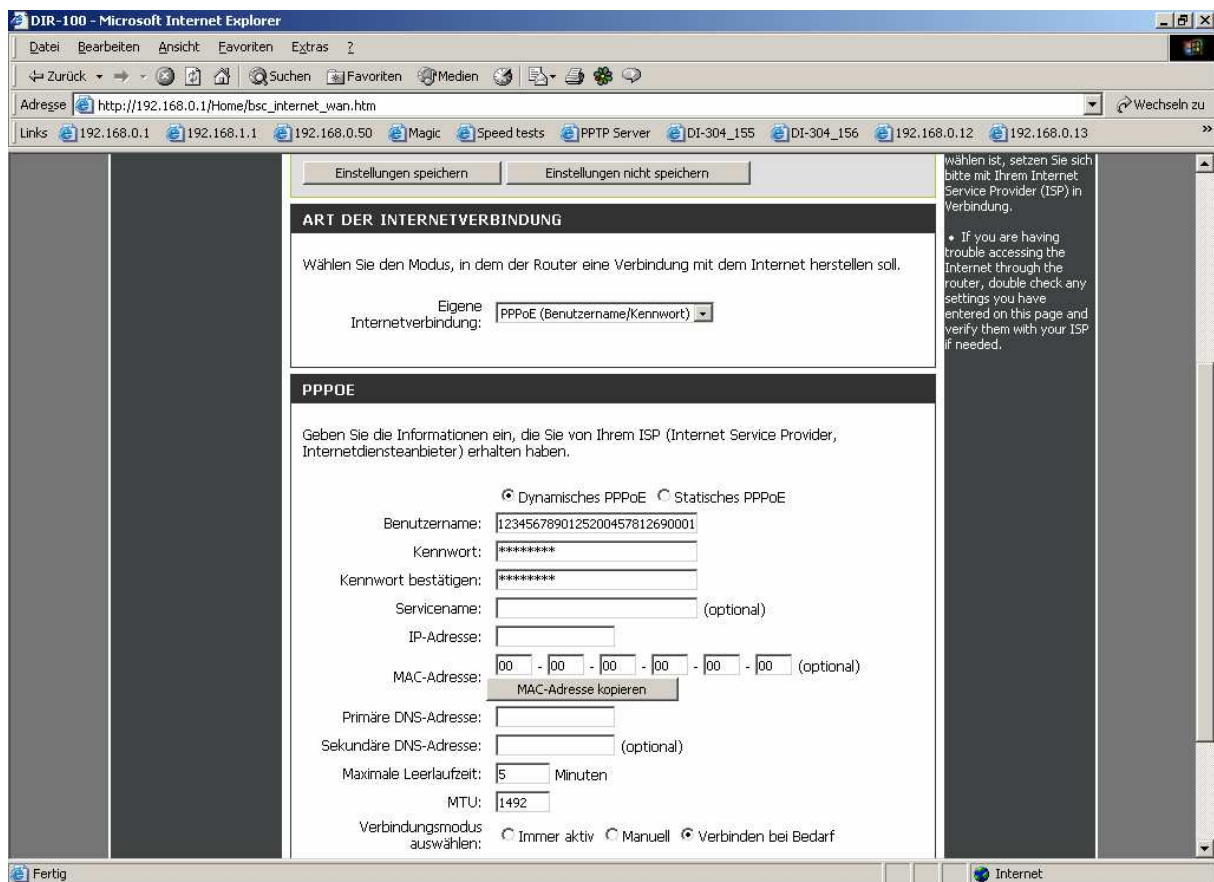 DIR-100 - Microsoft Internet Explorer
Datei Bearbeiten Ansicht Favoriten Extras ?
Zurück Suchen Favoriten Medien
Adresse http://192.168.0.1/Home/bsc_internet_wan.htm Wechseln zu
Links 192.168.0.1 192.168.1.1 192.168.0.50 Magic Speed tests PPTP Server DI-304_155 DI-304_156 192.168.0.12 192.168.0.13 »
Einstellungen speichern Einstellungen nicht speichern
ART DER INTERNETVERBINDUNG
Wählen Sie den Modus, in dem der Router eine Verbindung mit dem Internet herstellen soll.
Eigene
Internetverbindung: PPPoE (Benutzername/Kennwort)
PPPOE
Geben Sie die Informationen ein, die Sie von Ihrem ISP (Internet Service Provider,
Internetdiensteanbieter) erhalten haben.
Dynamisches PPPoE Statisches PPPoE
Benutzername: 1234567890125200457812690001
Kennwort: ********
Kennwort bestätigen: ********
Servicename: (optional)
IP-Adresse:
MAC-Adresse: 00 - 00 - 00 - 00 - 00 - 00 (optional)
MAC-Adresse kopieren
Primäre DNS-Adresse:
Sekundäre DNS-Adresse: (optional)
Maximale Leerlaufzeit: 5 Minuten
MTU: 1492
Verbindungsmodus
auswählen: Immer aktiv Manuell Verbinden bei Bedarf
wählen ist, setzen Sie sich
bitte mit Ihrem Internet
Service Provider (ISP) in
Verbindung.
• If you are having
trouble accessing the
Internet through the
router, double check any
settings you have
entered on this page and
verify them with your ISP
if needed.
Fertig Internet